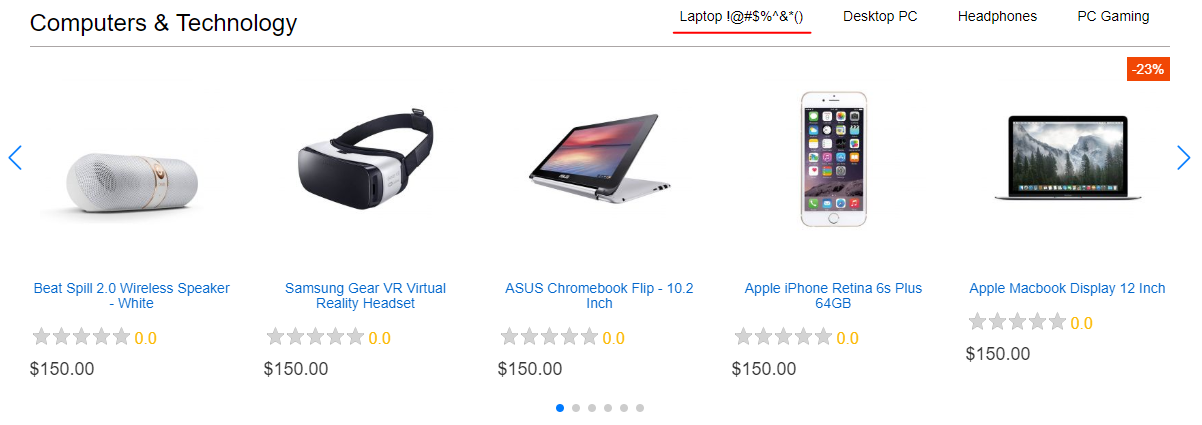 Computers & Technology
Laptop !@#$%^&*()
Desktop PC
Headphones
PC Gaming
-23%
ASUS
Beat Spill 2.0 Wireless Speaker
- White
0.0
$150.00
Samsung Gear VR Virtual
Reality Headset
0.0
$150.00
ASUS Chromebook Flip - 10.2
Inch
0.0
$150.00
Apple iPhone Retina 6s Plus
64GB
0.0
$150.00
Apple Macbook Display 12 Inch
0.0
$150.00